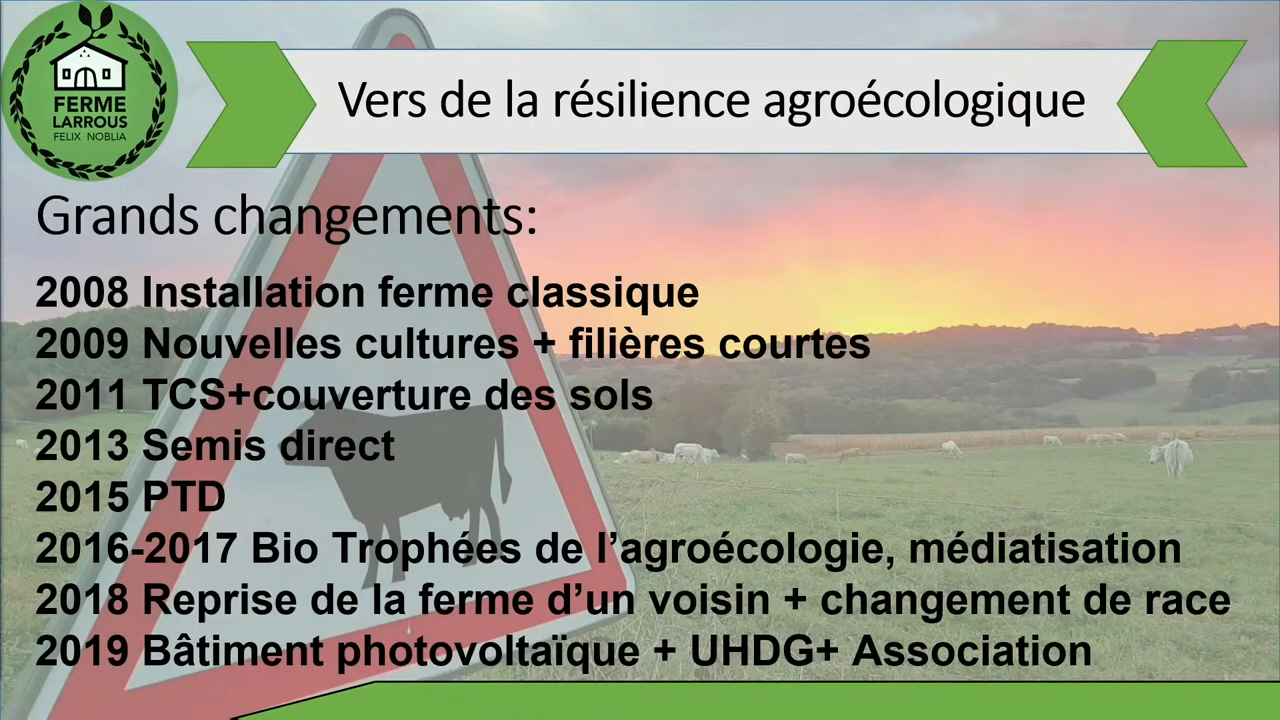 FERME
LARROUS
FELIX NOBLIA
Vers de la résilience agroécologique
Grands changements:
2008 Installation ferme classique
2009 Nouvelles cultures + filières courtes
2011 TCS+couverture des sols
2013 Semis direct
2015 PTD
2016-2017 Bio Trophées de l’agroécologie, médiatisation
2018 Reprise de la ferme d’un voisin + changement de race
2019 Bâtiment photovoltaïque + UHDG+ Association